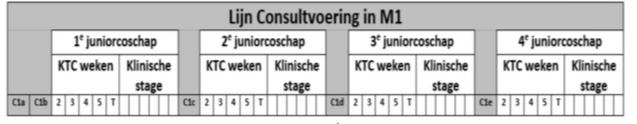 Lijn Consultvoering in M1
1e juniorcoschap 2e juniorcoschap 3e juniorcoschap 4e juniorcoschap
KTC weken Klinische stage KTC weken Klinische stage KTC weken Klinische stage KTC weken Klinische stage
C1a C1b 2 3 4 5 T C1c 2 3 4 5 T C1d 2 3 4 5 T C1e 2 3 4 5 T